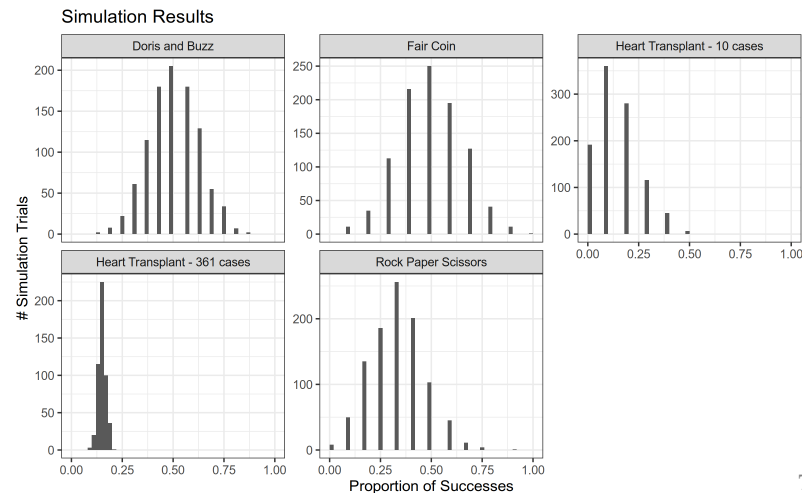 Simulation Results
Doris and Buzz
Fair Coin
Heart Transplant - 10 cases
200
150
100
50
0
250
200
150
100
50
0
300
200
100
0
0.00 0.25 0.50 0.75 1.00
# Simulation Trials
Heart Transplant - 361 cases
Rock Paper Scissors
200
150
100
50
0
200
100
0
0.00 0.25 0.50 0.75 1.00
0.00 0.25 0.50 0.75 1.00
Proportion of Successes